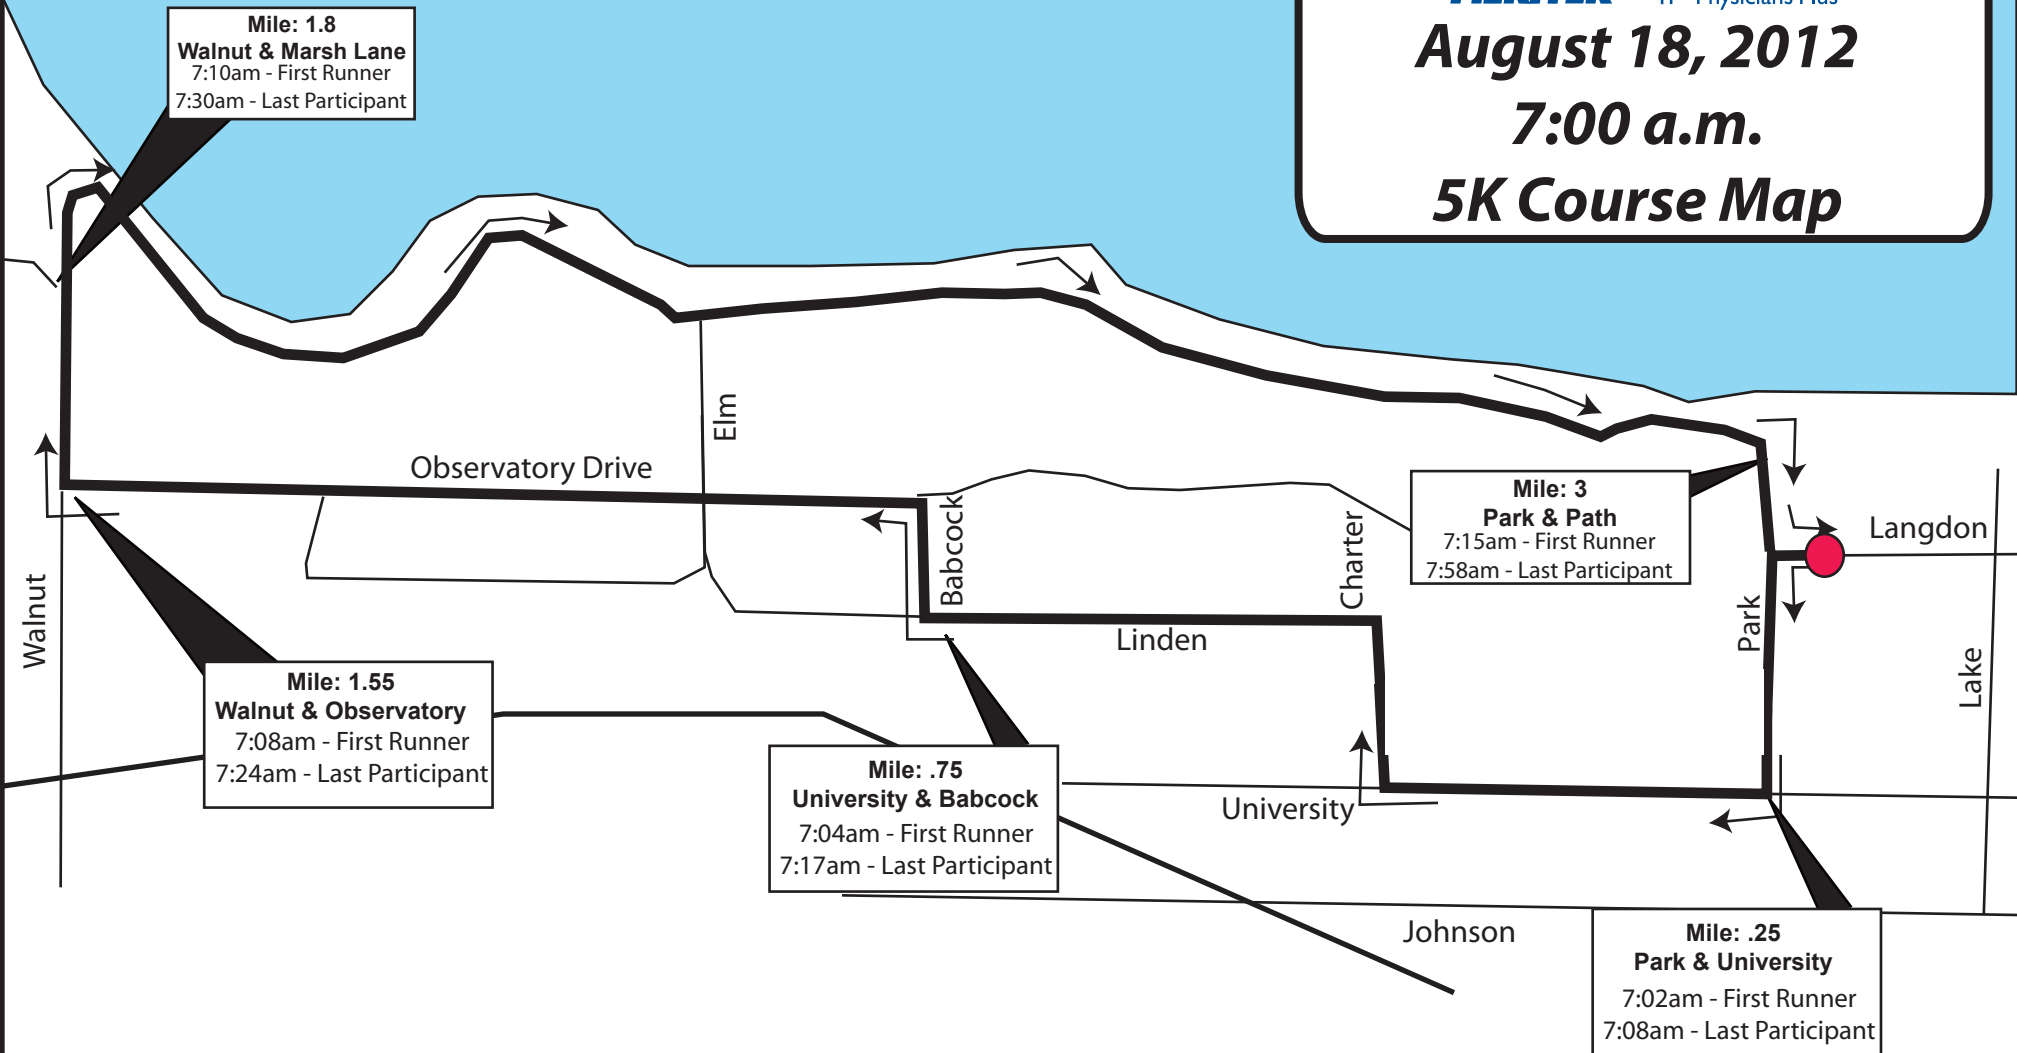 Physicians Plus
August 18, 2012
7:00 a.m.
5K Course Map
Mile: 1.8
Walnut & Marsh Lane
7:10am - First Runner
7:30am - Last Participant
Elm
Observatory Drive
Babcock
Charter
Mile: 3
Park & Path
7:15am - First Runner
7:58am - Last Participant
Langdon
Walnut
Linden
Park
Lake
Mile: 1.55
Walnut & Observatory
7:08am - First Runner
7:24am - Last Participant
Mile: .75
University & Babcock
7:04am - First Runner
7:17am - Last Participant
University
Johnson
Mile: .25
Park & University
7:02am - First Runner
7:08am - Last Participant